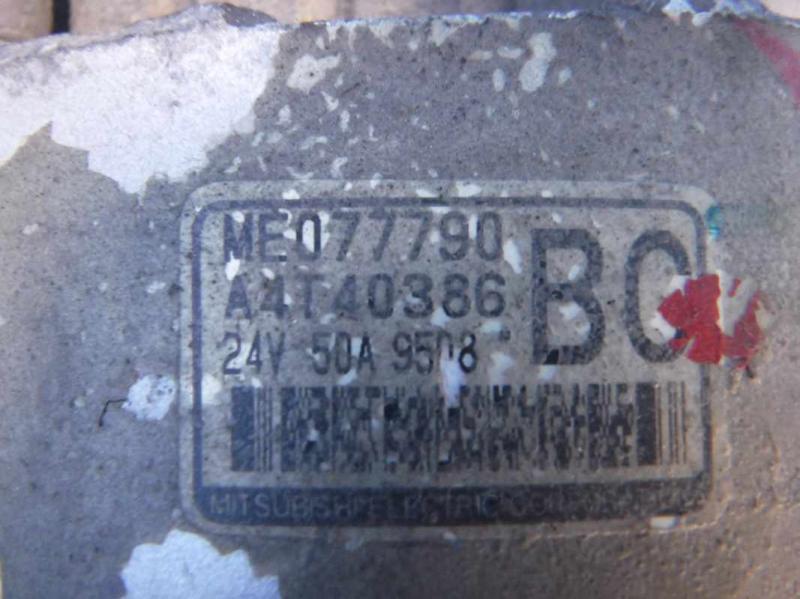 ME077790
A4T40386 BC
24V 50A 9508
MITSUBISHI ELECTRIC